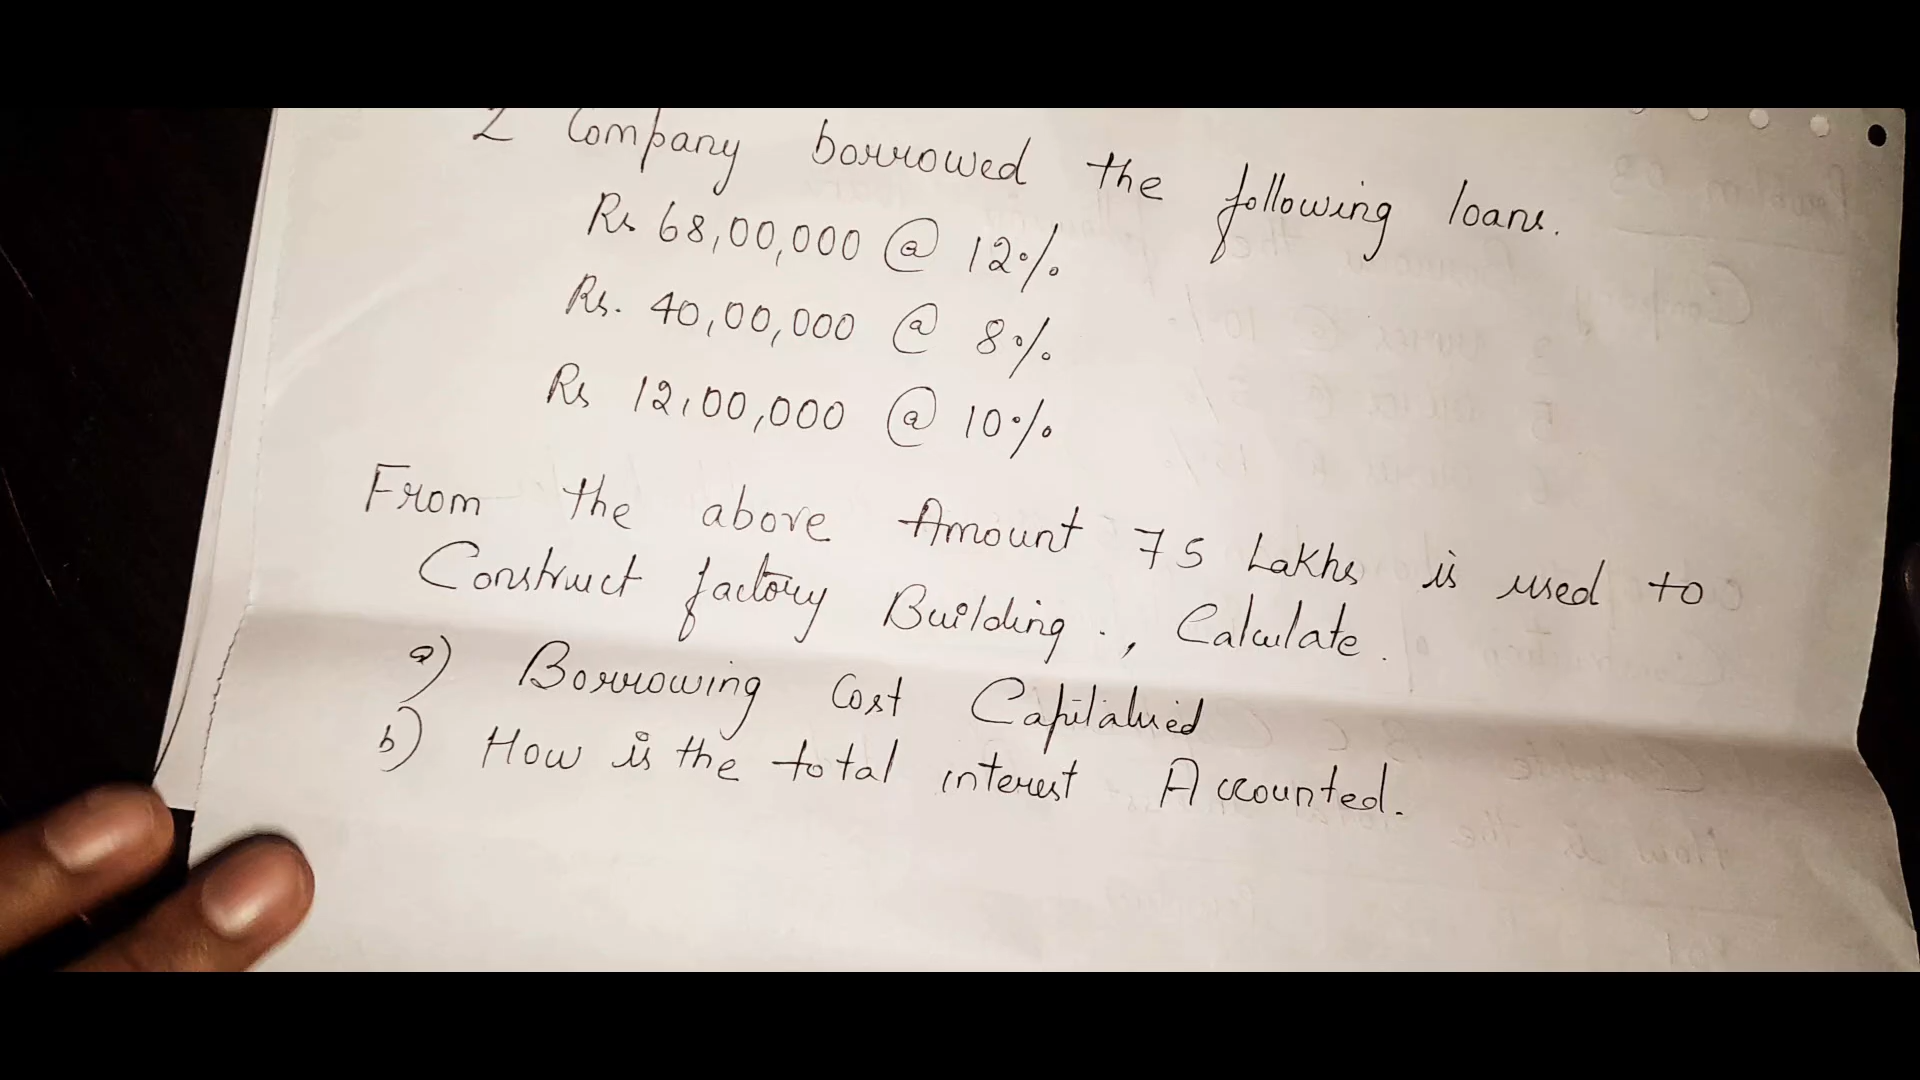 2 Company borrowed the following loans.
Rs 68,00,000 @ 12%
Rs. 40,00,000 @ 8%
Rs 12,00,000 @ 10%
From the above Amount 75 Lakhs is used to
Construct factory Building., Calculate.
a) Borrowing Cost Capitalised
b) How is the total interest Accounted.